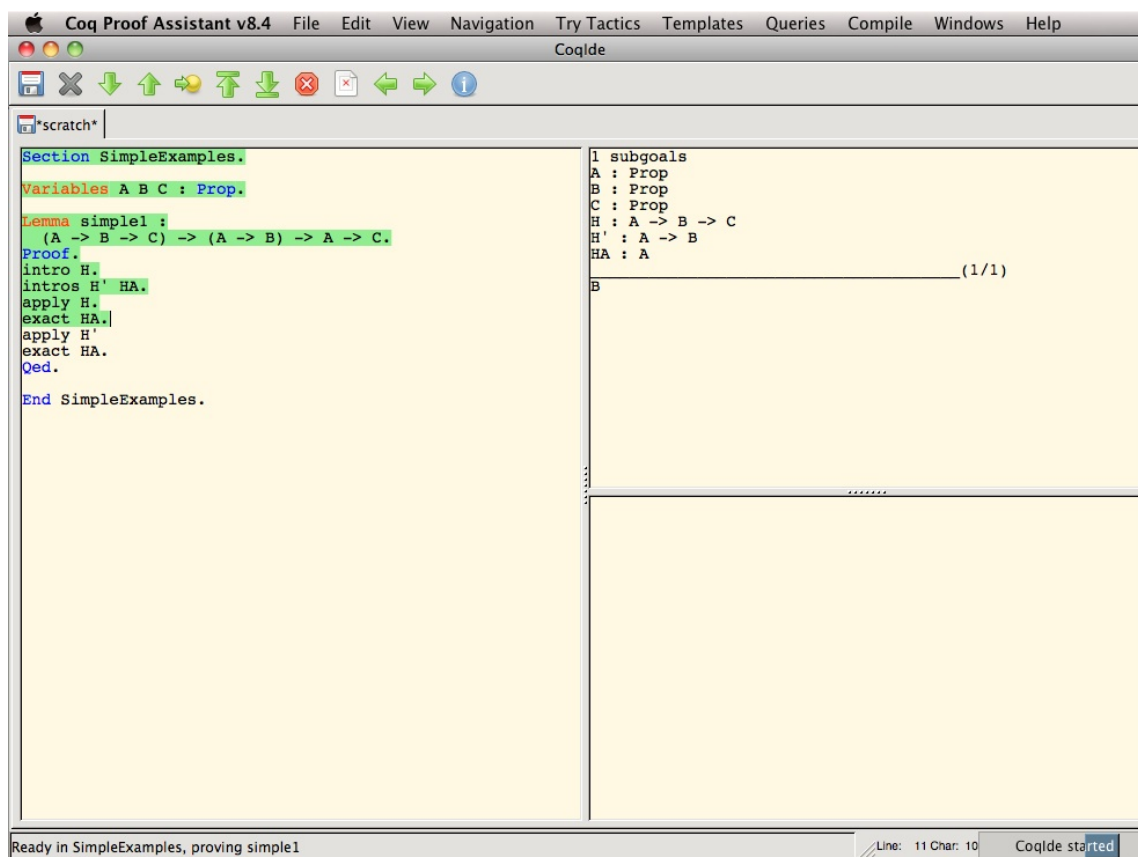 Coq Proof Assistant v8.4 File Edit View Navigation Try Tactics Templates Queries Compile Windows Help
CoqIde
*scratch*
Section SimpleExamples.
Variables A B C : Prop.
Lemma simple1 :
(A -> B -> C) -> (A -> B) -> A -> C.
Proof.
intro H.
intros H' HA.
apply H.
exact HA.
apply H'
exact HA.
Qed.
End SimpleExamples.
1 subgoals
A : Prop
B : Prop
C : Prop
H : A -> B -> C
H' : A -> B
HA : A
______________________________________(1/1)
B
Ready in SimpleExamples, proving simple1
Line: 11 Char: 10
CoqIde started